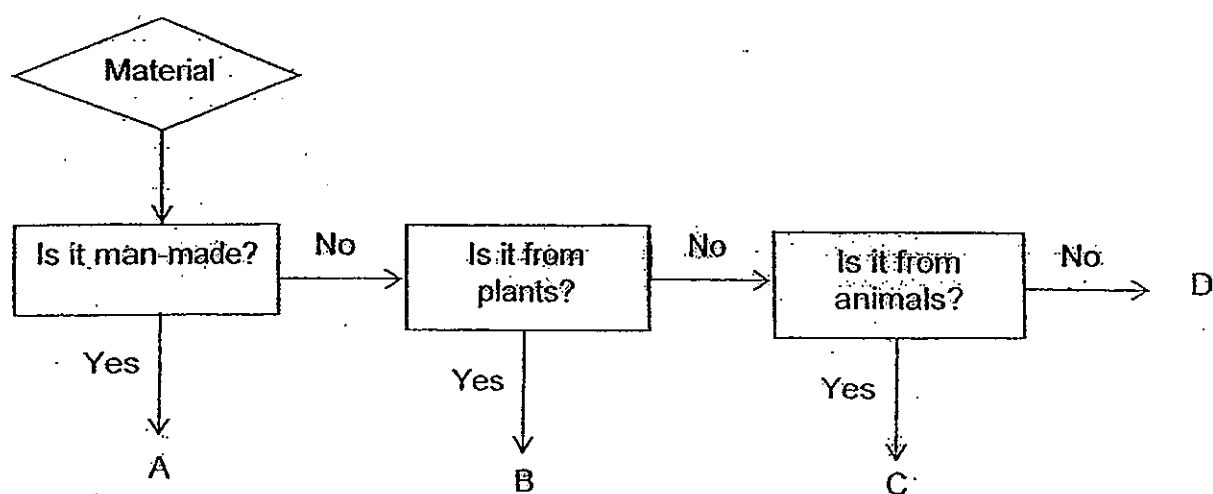 Material
Is it man-made?
No
Is it from
plants?
No
Is it from
animals?
No
D
Yes
A
Yes
B
Yes
C